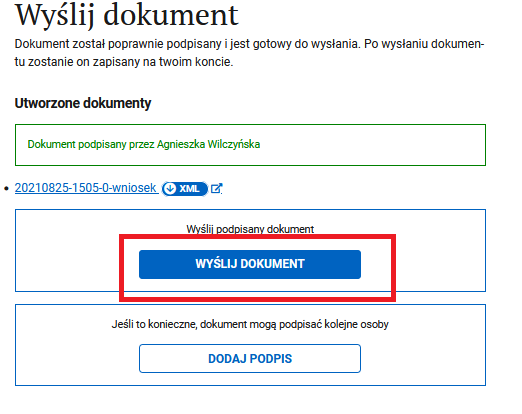 Wyślij dokument
Dokument został poprawnie podpisany i jest gotowy do wysłania. Po wysłaniu dokumen-
tu zostanie on zapisany na twoim koncie.
Utworzone dokumenty
Dokument podpisany przez Agnieszka Wilczyńska
20210825-1505-0-wniosek XML
Wyślij podpisany dokument
WYŚLIJ DOKUMENT
Jeśli to konieczne, dokument mogą podpisać kolejne osoby
DODAJ PODPIS